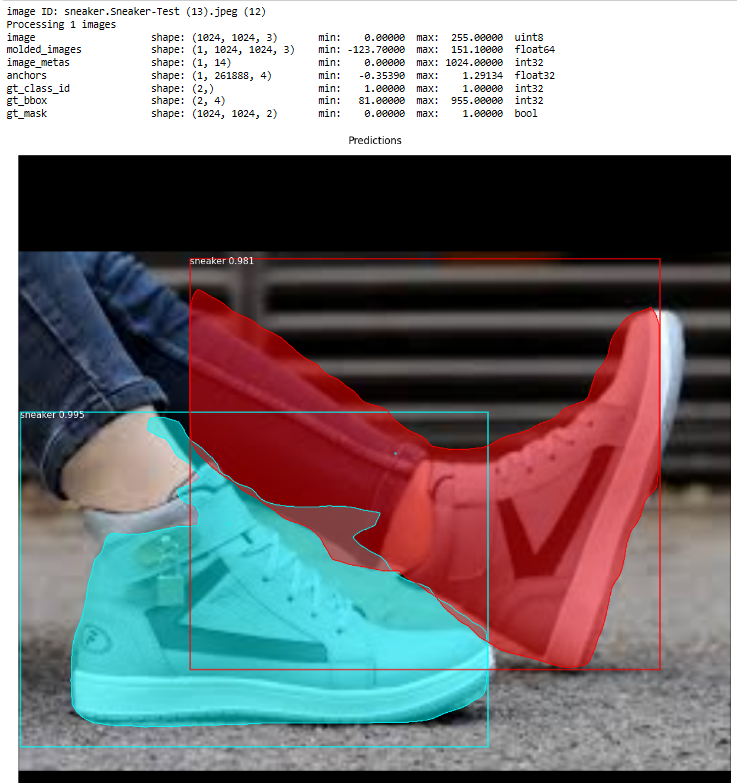 image ID: sneaker.Sneaker-Test (13).jpeg (12)
Processing 1 images
image shape: (1024, 1024, 3) min: 0.00000 max: 255.00000 uint8
molded_images shape: (1, 1024, 1024, 3) min: -123.70000 max: 151.10000 float64
image_metas shape: (1, 14) min: 0.00000 max: 1024.00000 int32
anchors shape: (1, 261888, 4) min: -0.35390 max: 1.29134 float32
gt_class_id shape: (2,) min: 1.00000 max: 1.00000 int32
gt_bbox shape: (2, 4) min: 81.00000 max: 955.00000 int32
gt_mask shape: (1024, 1024, 2) min: 0.00000 max: 1.00000 bool
Predictions
sneaker 0.981
sneaker 0.995